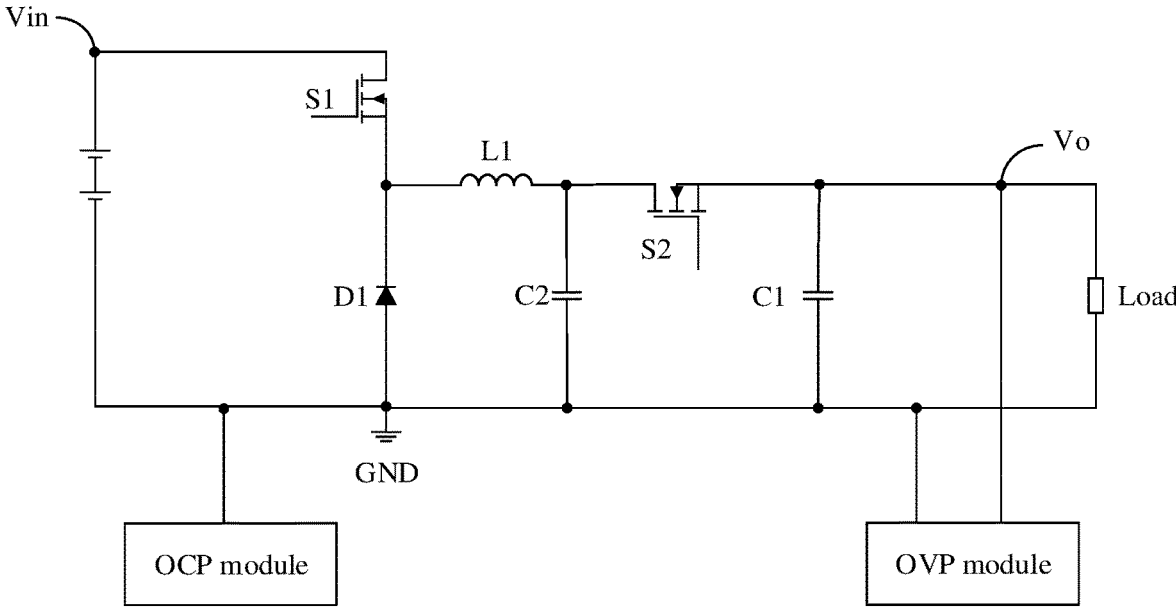 Vin
S1
L1
Vo
S2
D1
C2
C1
Load
GND
OCP module
OVP module